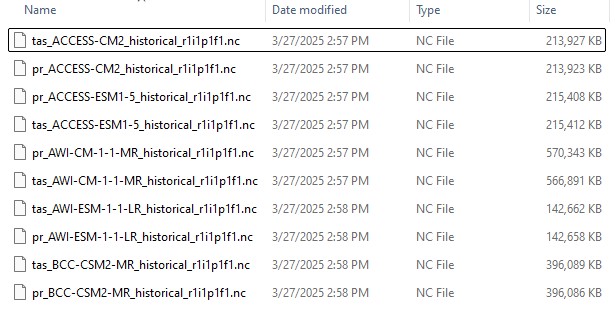 Name Date modified Type Size
tas_ACCESS-CM2_historical_r1i1p1f1.nc 3/27/2025 2:57 PM NC File 213,927 KB
pr_ACCESS-CM2_historical_r1i1p1f1.nc 3/27/2025 2:57 PM NC File 213,923 KB
pr_ACCESS-ESM1-5_historical_r1i1p1f1.nc 3/27/2025 2:57 PM NC File 215,408 KB
tas_ACCESS-ESM1-5_historical_r1i1p1f1.nc 3/27/2025 2:57 PM NC File 215,412 KB
pr_AWI-CM-1-1-MR_historical_r1i1p1f1.nc 3/27/2025 2:57 PM NC File 570,343 KB
tas_AWI-CM-1-1-MR_historical_r1i1p1f1.nc 3/27/2025 2:57 PM NC File 566,891 KB
tas_AWI-ESM-1-1-LR_historical_r1i1p1f1.nc 3/27/2025 2:58 PM NC File 142,662 KB
pr_AWI-ESM-1-1-LR_historical_r1i1p1f1.nc 3/27/2025 2:58 PM NC File 142,658 KB
tas_BCC-CSM2-MR_historical_r1i1p1f1.nc 3/27/2025 2:58 PM NC File 396,089 KB
pr_BCC-CSM2-MR_historical_r1i1p1f1.nc 3/27/2025 2:58 PM NC File 396,086 KB